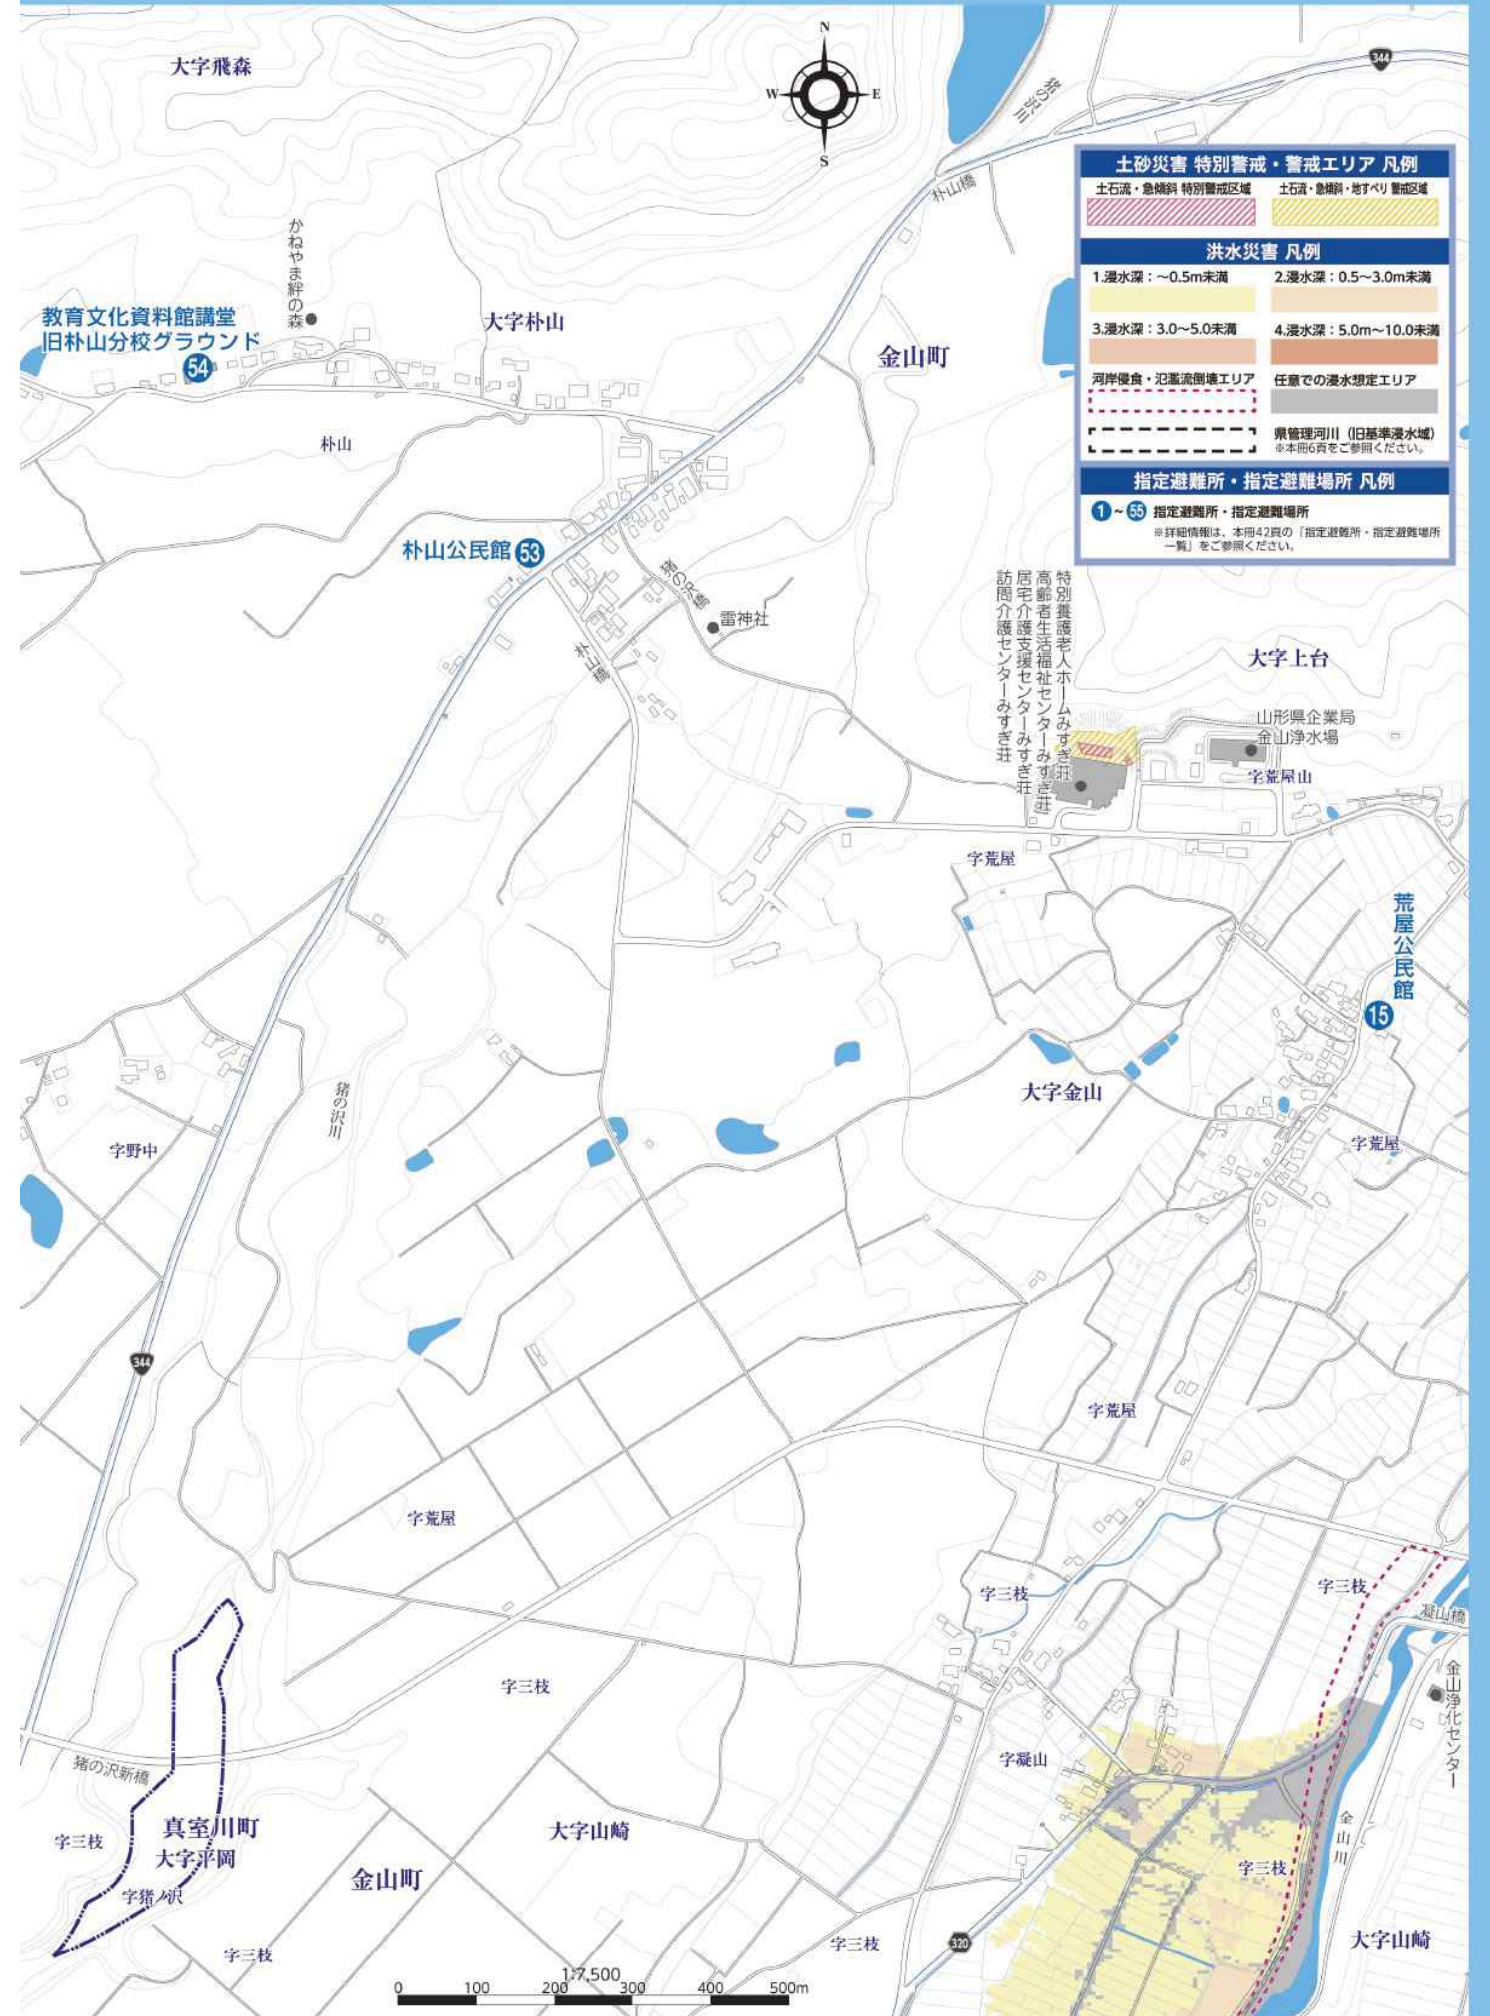 大字飛森
N
W
E
S
猪の沢川
344
朴山橋
土砂災害 特別警戒・警戒エリア 凡例
土石流・急傾斜 特別警戒区域
土石流・急傾斜・地すべり 警戒区域
洪水災害 凡例
1.浸水深：～0.5m未満
2.浸水深：0.5～3.0m未満
3.浸水深：3.0～5.0未満
4.浸水深：5.0m～10.0未満
河岸侵食・氾濫流倒壊エリア
任意での浸水想定エリア
県管理河川（旧基準浸水域）
※本冊6頁をご参照ください。
指定避難所・指定避難場所 凡例
1～55 指定避難所・指定避難場所
※詳細情報は、本冊42頁の「指定避難所・指定避難場所
一覧」をご参照ください。
かねやま絆の森
教育文化資料館講堂
旧朴山分校グラウンド
54
大字朴山
金山町
朴山
朴山公民館 53
猪の沢橋
雷神社
朴山橋
特別養護老人ホームみすぎ荘
高齢者生活福祉センターみすぎ荘
居宅介護支援センターみすぎ荘
訪問介護センターみすぎ荘
大字上台
山形県企業局
金山浄水場
字荒屋山
字荒屋
荒屋公民館
15
大字金山
猪の沢川
字野中
字荒屋
344
字荒屋
字荒屋
字三枝
字三枝
凝山橋
金山浄化センター
字三枝
字凝山
猪の沢新橋
真室川町
大字平岡
字三枝
字猪ノ沢
大字山崎
金山町
金山川
字三枝
字三枝
字三枝
320
大字山崎
1:7,500
0 100 200 300 400 500m